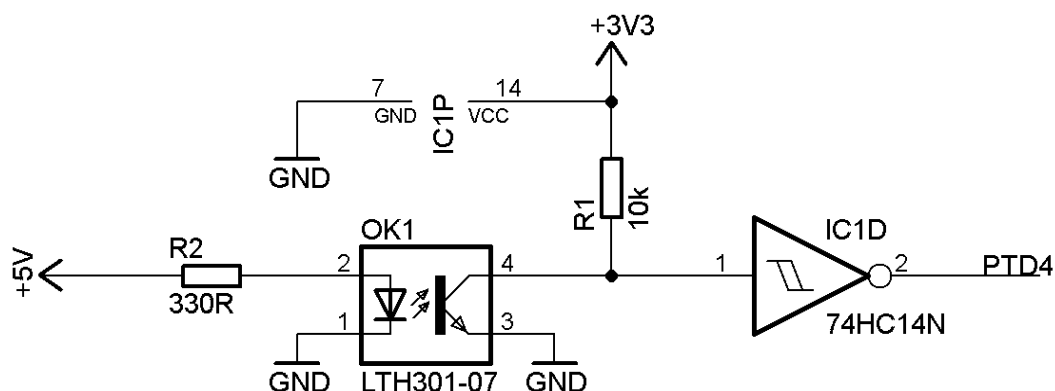 +3V3
7
14
GND
IC1P
VCC
GND
R1
10k
OK1
IC1D
+5V
R2
330R
2
4
1
2
PTD4
1
3
74HC14N
GND
LTH301-07
GND